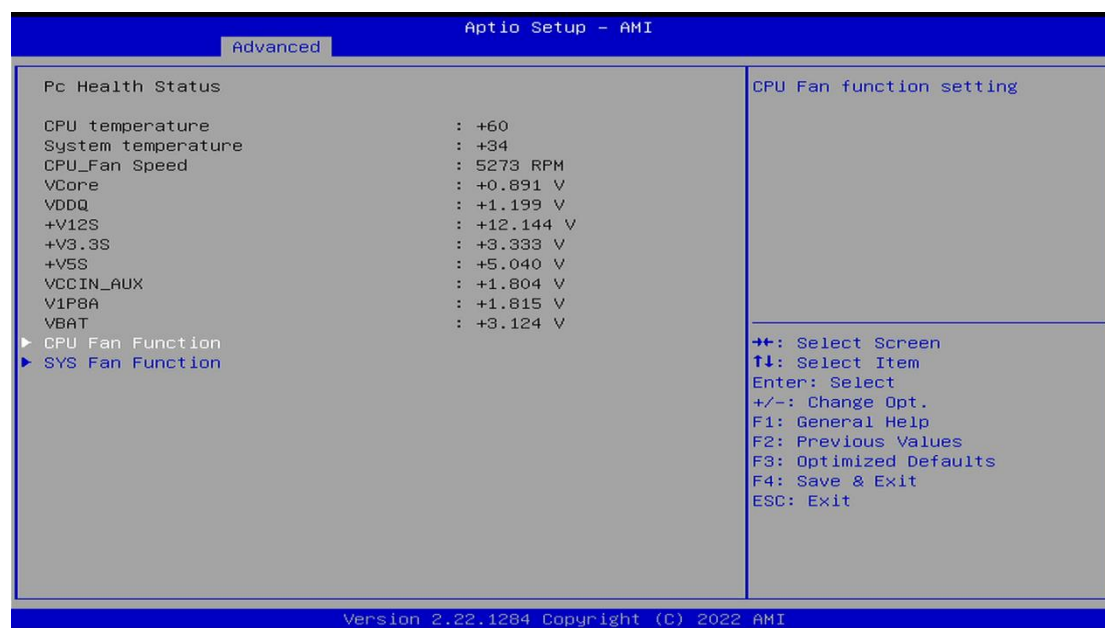 Aptio Setup – AMI
Advanced
Pc Health Status
CPU temperature : +60
System temperature : +34
CPU_Fan Speed : 5273 RPM
VCore : +0.891 V
VDDQ : +1.199 V
+V12S : +12.144 V
+V3.3S : +3.333 V
+V5S : +5.040 V
VCCIN_AUX : +1.804 V
V1P8A : +1.815 V
VBAT : +3.124 V
► CPU Fan Function
► SYS Fan Function
CPU Fan function setting
→←: Select Screen
↑↓: Select Item
Enter: Select
+/-: Change Opt.
F1: General Help
F2: Previous Values
F3: Optimized Defaults
F4: Save & Exit
ESC: Exit
Version 2.22.1284 Copyright (C) 2022 AMI